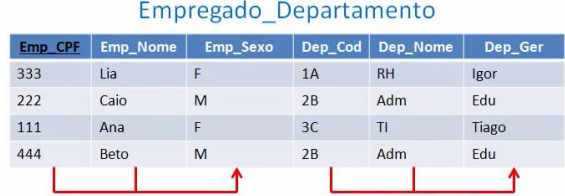 Empregado_Departamento
Emp_CPF Emp_Nome Emp_Sexo Dep_Cod Dep_Nome Dep_Ger
333 Lia F 1A RH Igor
222 Caio M 2B Adm Edu
111 Ana F 3C TI Tiago
444 Beto M 2B Adm Edu